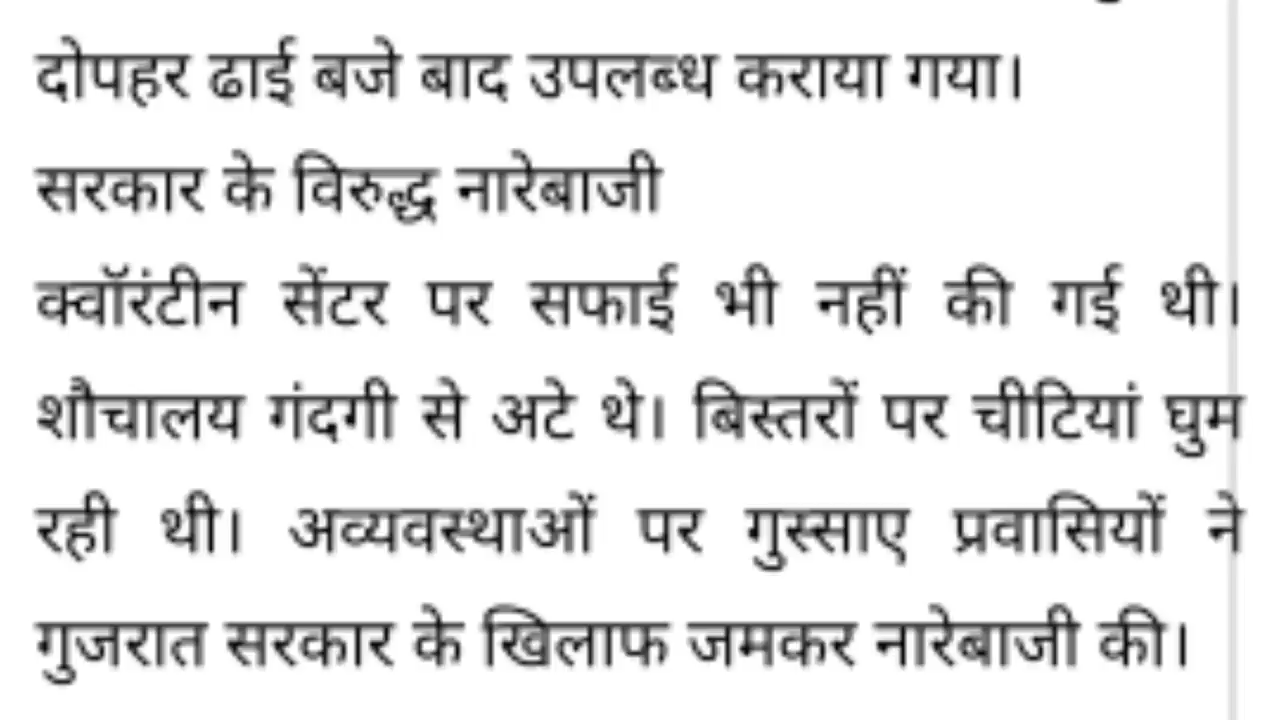 दोपहर ढाई बजे बाद उपलब्ध कराया गया।
सरकार के विरुद्ध नारेबाजी
क्वॉरंटीन सेंटर पर सफाई भी नहीं की गई थी।
शौचालय गंदगी से अटे थे। बिस्तरों पर चीटियां घुम
रही थी। अव्यवस्थाओं पर गुस्साए प्रवासियों ने
गुजरात सरकार के खिलाफ जमकर नारेबाजी की।